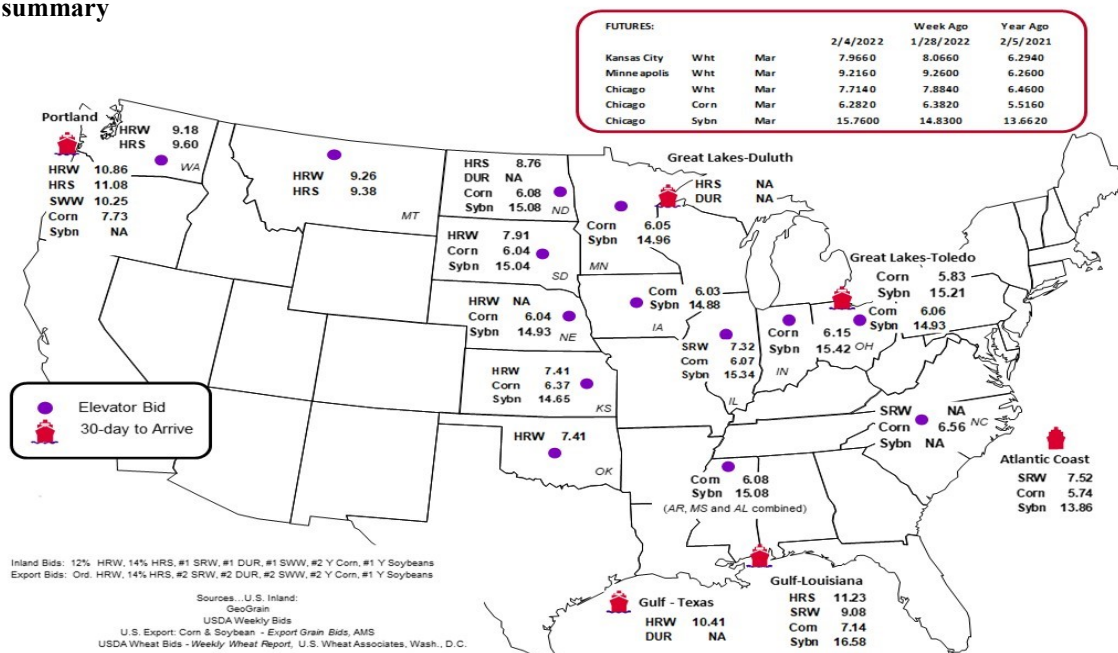 summary
FUTURES:
Week Ago Year Ago
2/4/2022 1/28/2022 2/5/2021
Kansas City Wht Mar 7.9660 8.0660 6.2940
Minneapolis Wht Mar 9.2160 9.2600 6.2600
Chicago Wht Mar 7.7140 7.8840 6.4600
Chicago Corn Mar 6.2820 6.3820 5.5160
Chicago Sybn Mar 15.7600 14.8300 13.6620
Portland
HRW 10.86
HRS 11.08
SWW 10.25
Corn 7.73
Sybn NA
HRW 9.18
HRS 9.60
WA
HRW 9.26
HRS 9.38
MT
HRS 8.76
DUR NA
Corn 6.08
Sybn 15.08
ND
HRW 7.91
Corn 6.04
Sybn 15.04
SD
HRW NA
Corn 6.04
Sybn 14.93
NE
HRW 7.41
Corn 6.37
Sybn 14.65
KS
HRW 7.41
OK
Great Lakes-Duluth
HRS NA
DUR NA
Corn 6.05
Sybn 14.96
MN
Corn 6.03
Sybn 14.88
IA
SRW 7.32
Corn 6.07
Sybn 15.34
IL
Great Lakes-Toledo
Corn 5.83
Sybn 15.21
Corn 6.06
Sybn 14.93
OH
Corn 6.15
Sybn 15.42
IN
SRW NA
Corn 6.56
Sybn NA
NC
Atlantic Coast
SRW 7.52
Corn 5.74
Sybn 13.86
Corn 6.08
Sybn 15.08
(AR, MS and AL combined)
Elevator Bid
30-day to Arrive
Gulf-Louisiana
HRS 11.23
SRW 9.08
Corn 7.14
Sybn 16.58
Gulf - Texas
HRW 10.41
DUR NA
Inland Bids: 12% HRW, 14% HRS, #1 SRW, #1 DUR, #1 SWW, #2 Y Corn, #1 Y Soybeans
Export Bids: Ord. HRW, 14% HRS, #2 SRW, #2 DUR, #2 SWW, #2 Y Corn, #1 Y Soybeans
Sources...U.S. Inland:
GeoGrain
USDA Weekly Bids
U.S. Export: Corn & Soybean - Export Grain Bids, AMS
USDA Wheat Bids - Weekly Wheat Report, U.S. Wheat Associates, Wash., D.C.